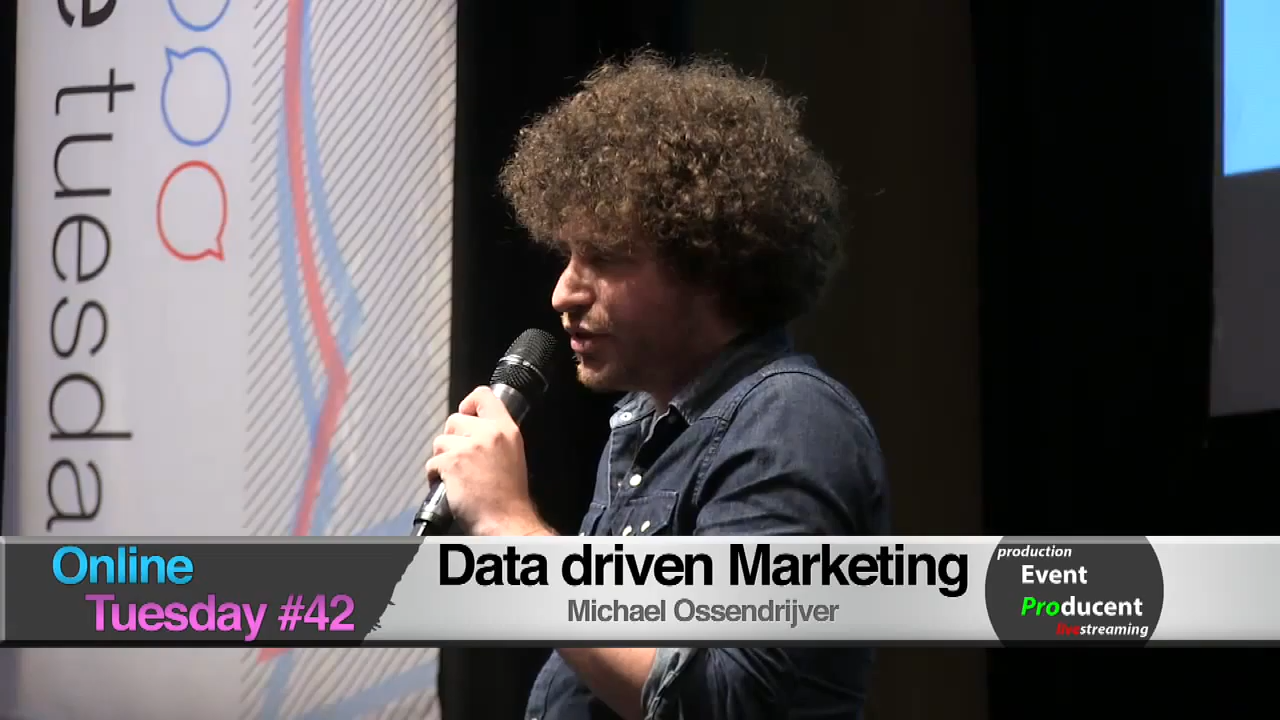 e tuesda
Online
Tuesday #42
Data driven Marketing
Michael Ossendrijver
production
Event
Producent
livestreaming